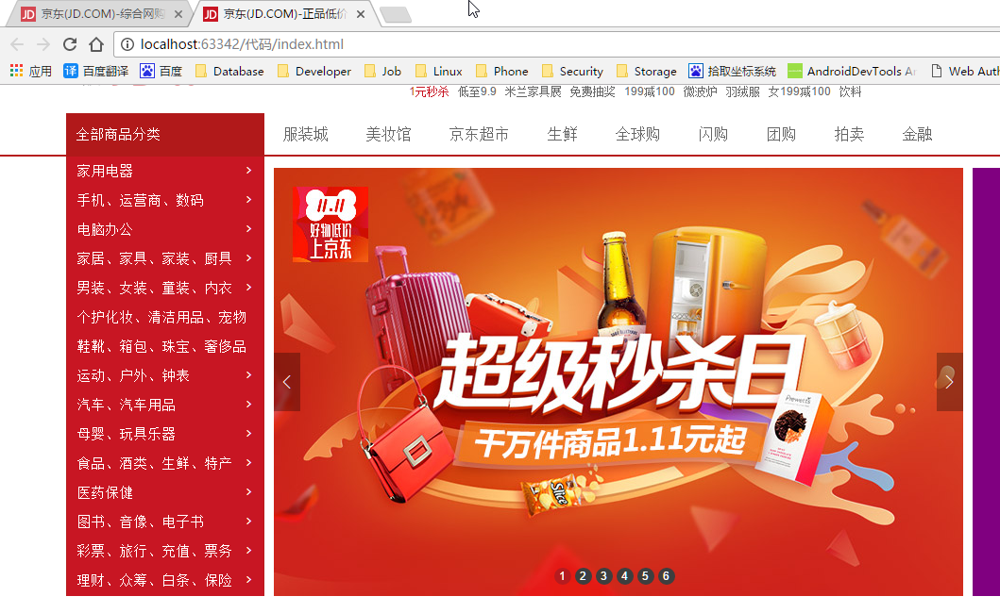 JD 京东(JD.COM)-综合网购 JD 京东(JD.COM)-正品低价
localhost:63342/代码/index.html
应用 译 百度翻译 百度 Database Developer Job Linux Phone Security Storage 拾取坐标系统 AndroidDevTools Web Auth
1元秒杀 低至9.9 米兰家具展 免费抽奖 199减100 微波炉 羽绒服 女199减100 饮料
全部商品分类 服装城 美妆馆 京东超市 生鲜 全球购 闪购 团购 拍卖 金融
家用电器 >
手机、运营商、数码 >
电脑办公 >
家居、家具、家装、厨具 >
男装、女装、童装、内衣 >
个护化妆、清洁用品、宠物
鞋靴、箱包、珠宝、奢侈品
运动、户外、钟表 >
汽车、汽车用品 >
母婴、玩具乐器 >
食品、酒类、生鲜、特产 >
医药保健 >
图书、音像、电子书 >
彩票、旅行、充值、票务 >
理财、众筹、白条、保险 >
11.11
好物低价
上京东
超级秒杀日
千万件商品1.11元起
Slice
1 2 3 4 5 6